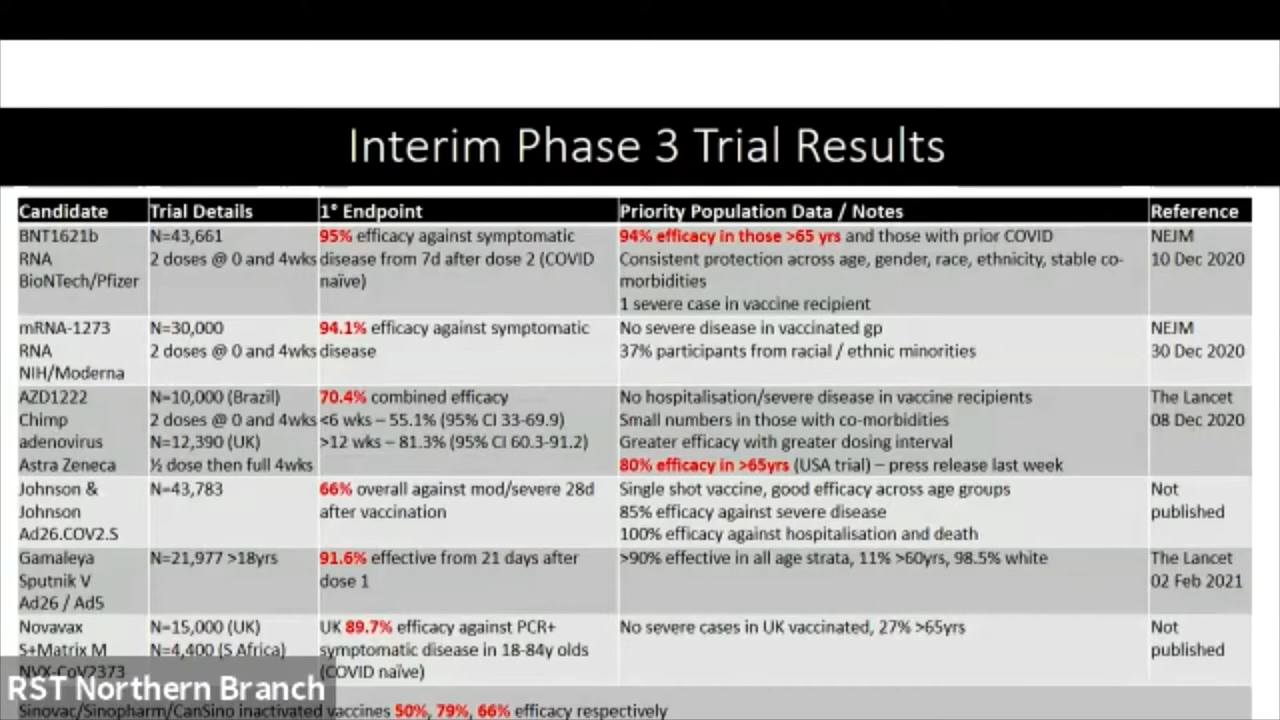 Interim Phase 3 Trial Results
Candidate
Trial Details
1° Endpoint
Priority Population Data / Notes
Reference
BNT1621b
RNA
BioNTech/Pfizer
N=43,661
2 doses @ 0 and 4wks
95% efficacy against symptomatic
disease from 7d after dose 2 (COVID
naïve)
94% efficacy in those >65 yrs and those with prior COVID
Consistent protection across age, gender, race, ethnicity, stable co-
morbidities
1 severe case in vaccine recipient
NEJM
10 Dec 2020
mRNA-1273
RNA
NIH/Moderna
N=30,000
2 doses @ 0 and 4wks
94.1% efficacy against symptomatic
disease
No severe disease in vaccinated gp
37% participants from racial / ethnic minorities
NEJM
30 Dec 2020
AZD1222
Chimp
adenovirus
Astra Zeneca
N=10,000 (Brazil)
2 doses @ 0 and 4wks
N=12,390 (UK)
½ dose then full 4wks
70.4% combined efficacy
<6 wks – 55.1% (95% CI 33-69.9)
>12 wks – 81.3% (95% CI 60.3-91.2)
No hospitalisation/severe disease in vaccine recipients
Small numbers in those with co-morbidities
Greater efficacy with greater dosing interval
80% efficacy in >65yrs (USA trial) – press release last week
The Lancet
08 Dec 2020
Johnson &
Johnson
Ad26.COV2.S
N=43,783
66% overall against mod/severe 28d
after vaccination
Single shot vaccine, good efficacy across age groups
85% efficacy against severe disease
100% efficacy against hospitalisation and death
Not
published
Gamaleya
Sputnik V
Ad26 / Ad5
N=21,977 >18yrs
91.6% effective from 21 days after
dose 1
>90% effective in all age strata, 11% >60yrs, 98.5% white
The Lancet
02 Feb 2021
Novavax
S+Matrix M
NVX-CoV2373
N=15,000 (UK)
N=4,400 (S Africa)
UK 89.7% efficacy against PCR+
symptomatic disease in 18-84y olds
(COVID naïve)
No severe cases in UK vaccinated, 27% >65yrs
Not
published
RST Northern Branch
Sinovac/Sinopharm/CanSino inactivated vaccines 50%, 79%, 66% efficacy respectively